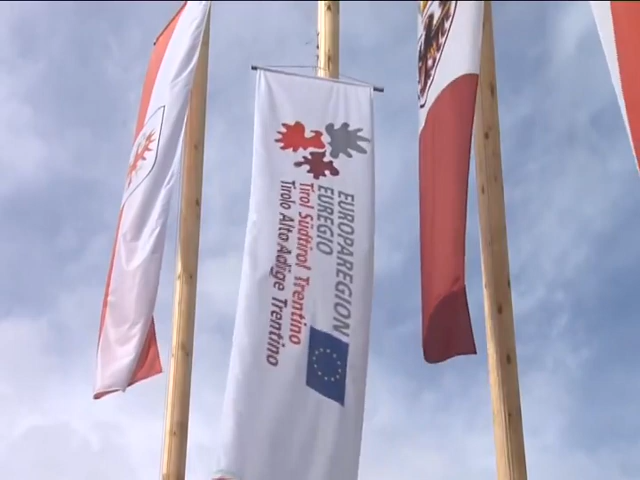 EUROPAREGION
EUREGIO
Tirol Südtirol Trentino
Tirolo Alto Adige Trentino